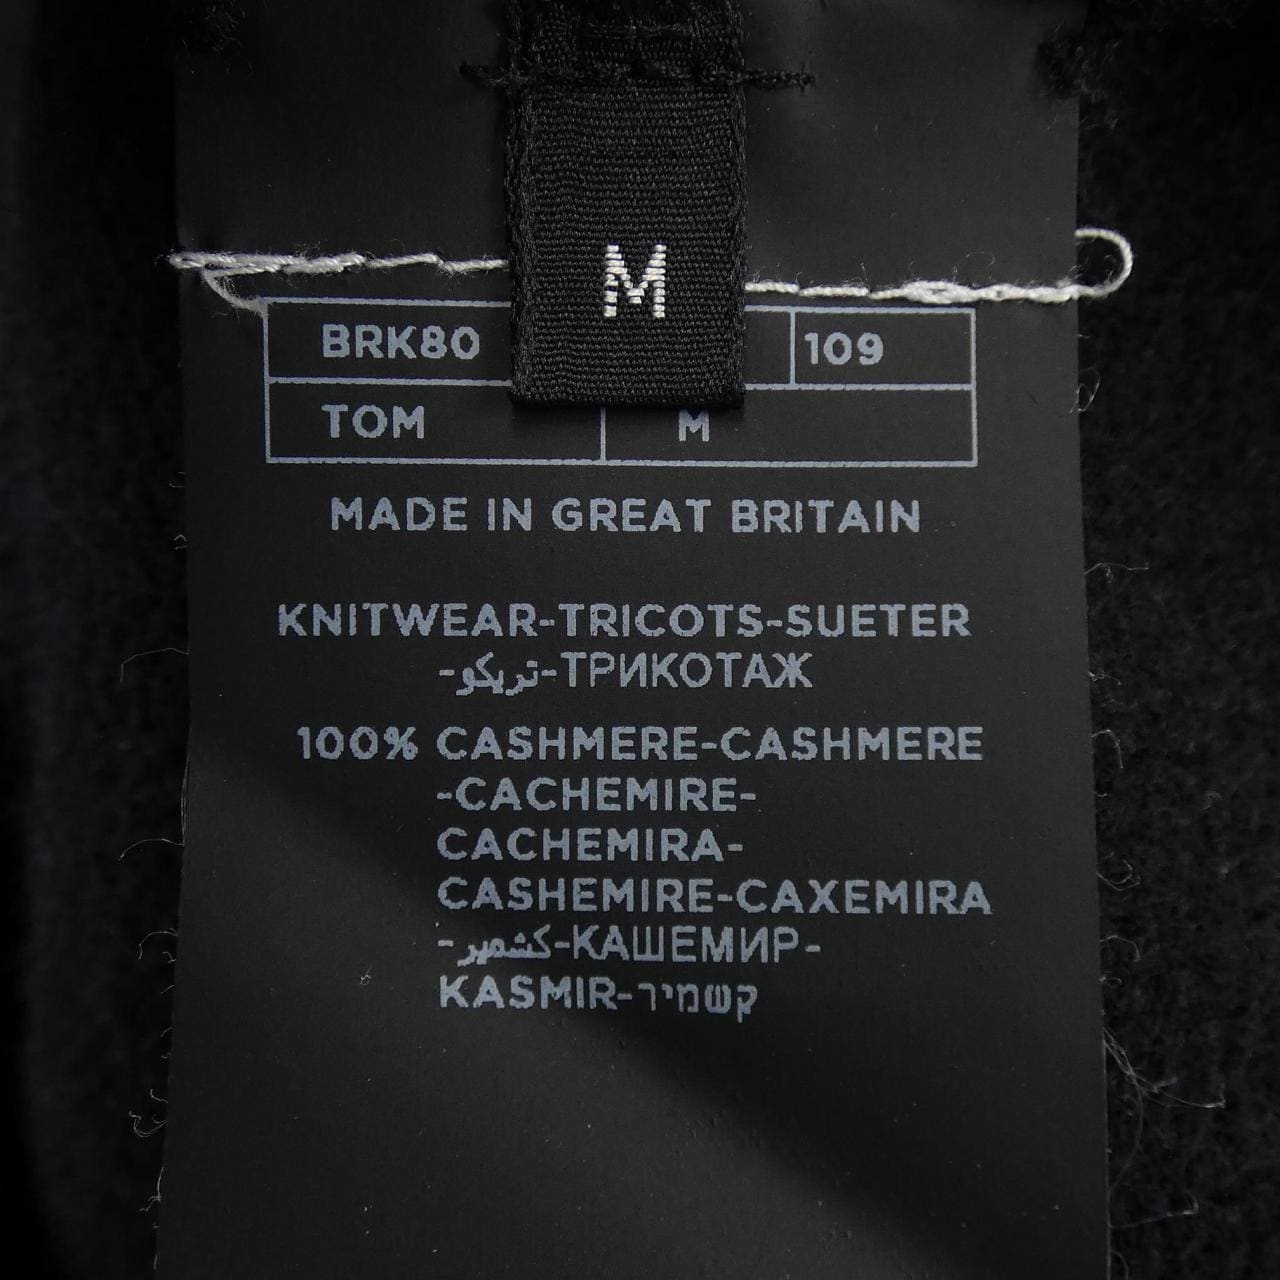 M
BRK80 109
TOM M
MADE IN GREAT BRITAIN
KNITWEAR-TRICOTS-SUETER
-تريكو-ТРИКОТАЖ
100% CASHMERE-CASHMERE
-CACHEMIRE-
CACHEMIRA-
CASHEMIRE-CAXEMIRA
-كشمير-КАШЕМИР-
KASMIR-קשמיר